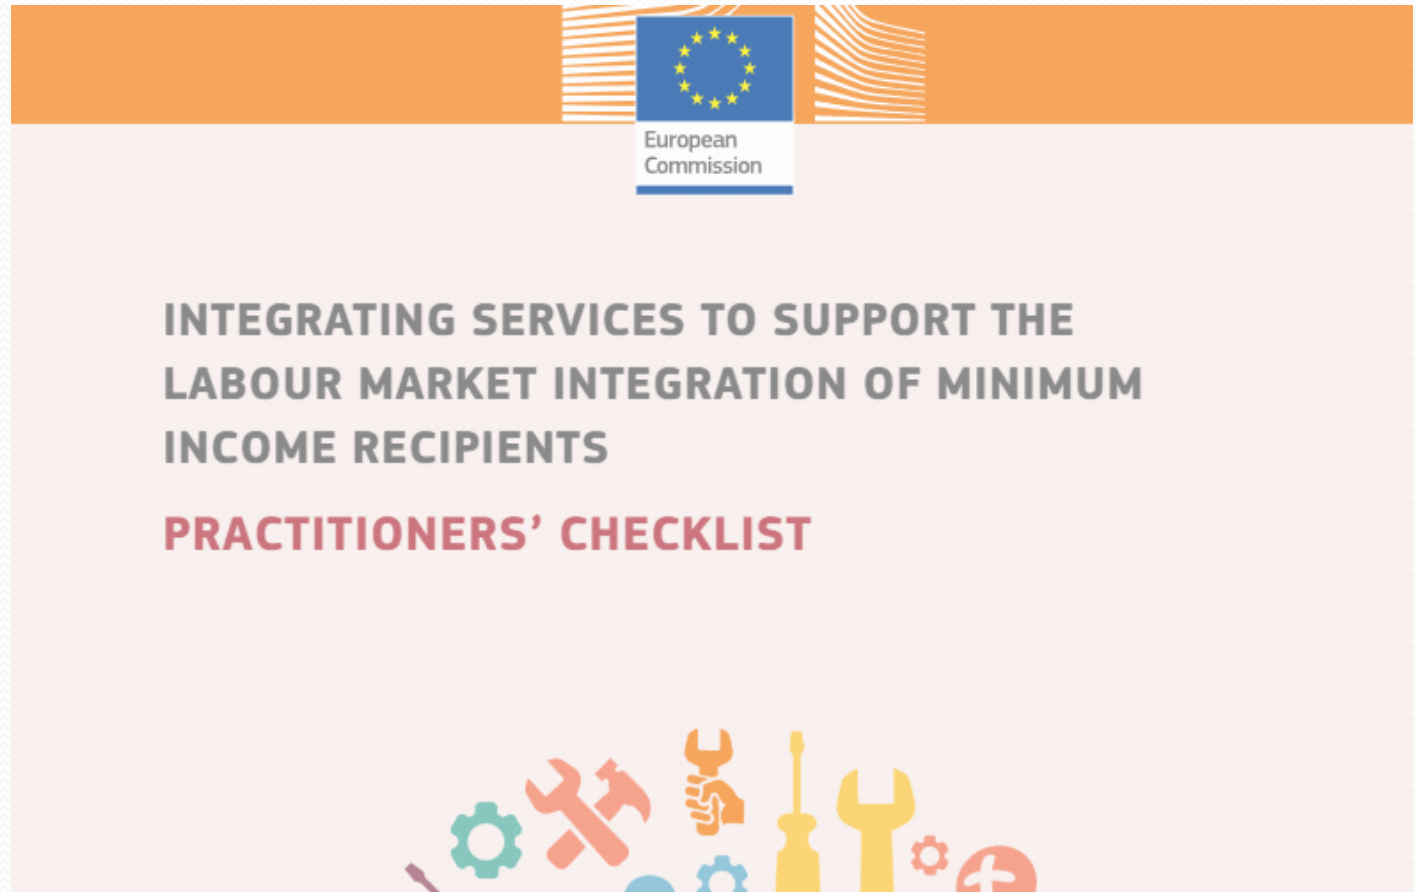 European
Commission
INTEGRATING SERVICES TO SUPPORT THE
LABOUR MARKET INTEGRATION OF MINIMUM
INCOME RECIPIENTS
PRACTITIONERS’ CHECKLIST